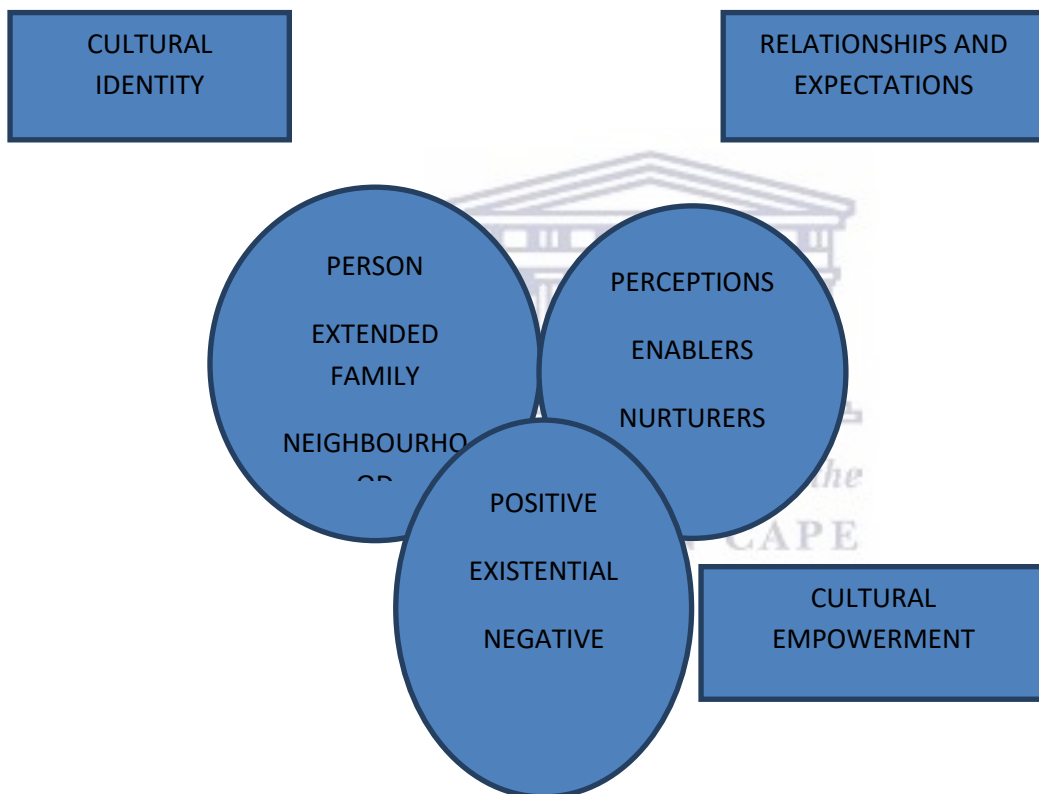 CULTURAL
IDENTITY
RELATIONSHIPS AND
EXPECTATIONS
PERSON
EXTENDED
FAMILY
NEIGHBOURHO
PERCEPTIONS
ENABLERS
NURTURERS
POSITIVE
EXISTENTIAL
NEGATIVE
the
CAPE
CULTURAL
EMPOWERMENT